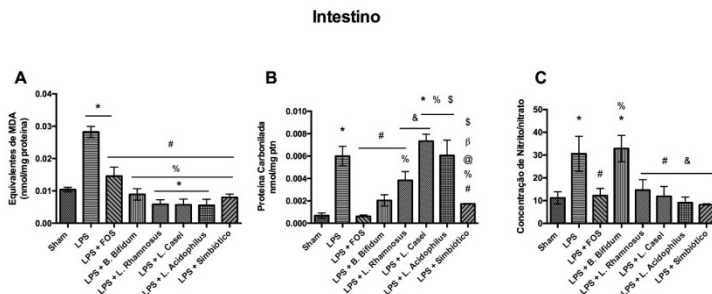 Intestino
A
Equivalentes de MDA
(nmol/mg proteína)
0.04
0.03
0.02
0.01
0.00
*
#
%
*
Sham
LPS
LPS + FOS
LPS + B. Bifidum
LPS + L. Rhamnosus
LPS + L. Casei
LPS + L. Acidophilus
LPS + Simbiótico
B
Proteína Carbonilada
nmol/mg ptn
0.010
0.008
0.006
0.004
0.002
0.000
*
#
%
&
* % $
$
β
@
%
#
Sham
LPS
LPS + FOS
LPS + B. Bifidum
LPS + L. Rhamnosus
LPS + L. Casei
LPS + L. Acidophilus
LPS + Simbiótico
C
Concentração de Nitrito/nitrato
50
40
30
20
10
0
*
#
%
*
# &
Sham
LPS
LPS + FOS
LPS + B. Bifidum
LPS + L. Rhamnosus
LPS + L. Casei
LPS + L. Acidophilus
LPS + Simbiótico